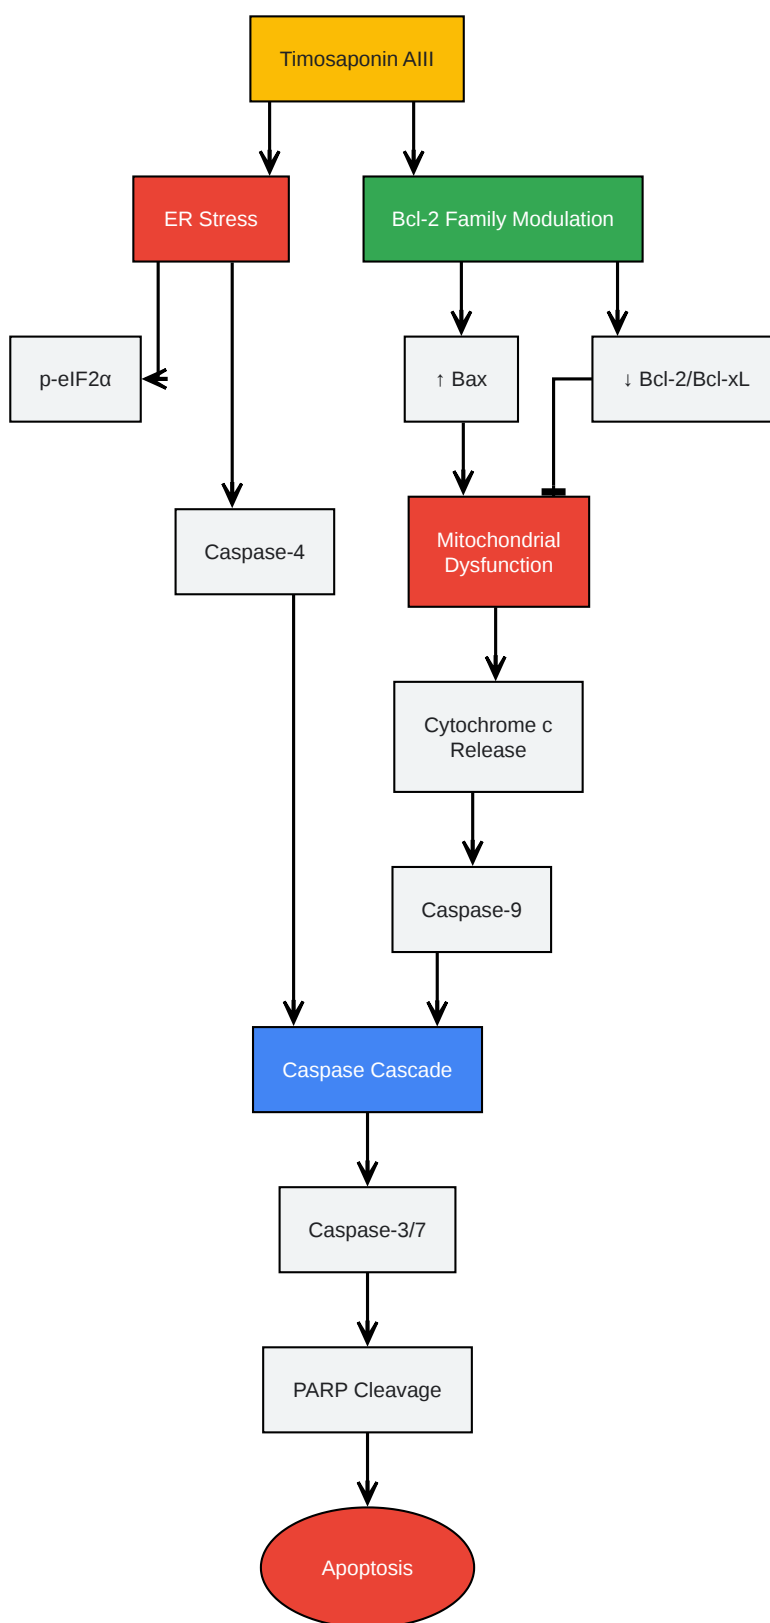 Timosaponin AIII
ER Stress
Bcl-2 Family Modulation
p-eIF2α
↑ Bax
↓ Bcl-2/Bcl-xL
Mitochondrial
Dysfunction
Caspase-4
Cytochrome c
Release
Caspase-9
Caspase Cascade
Caspase-3/7
PARP Cleavage
Apoptosis